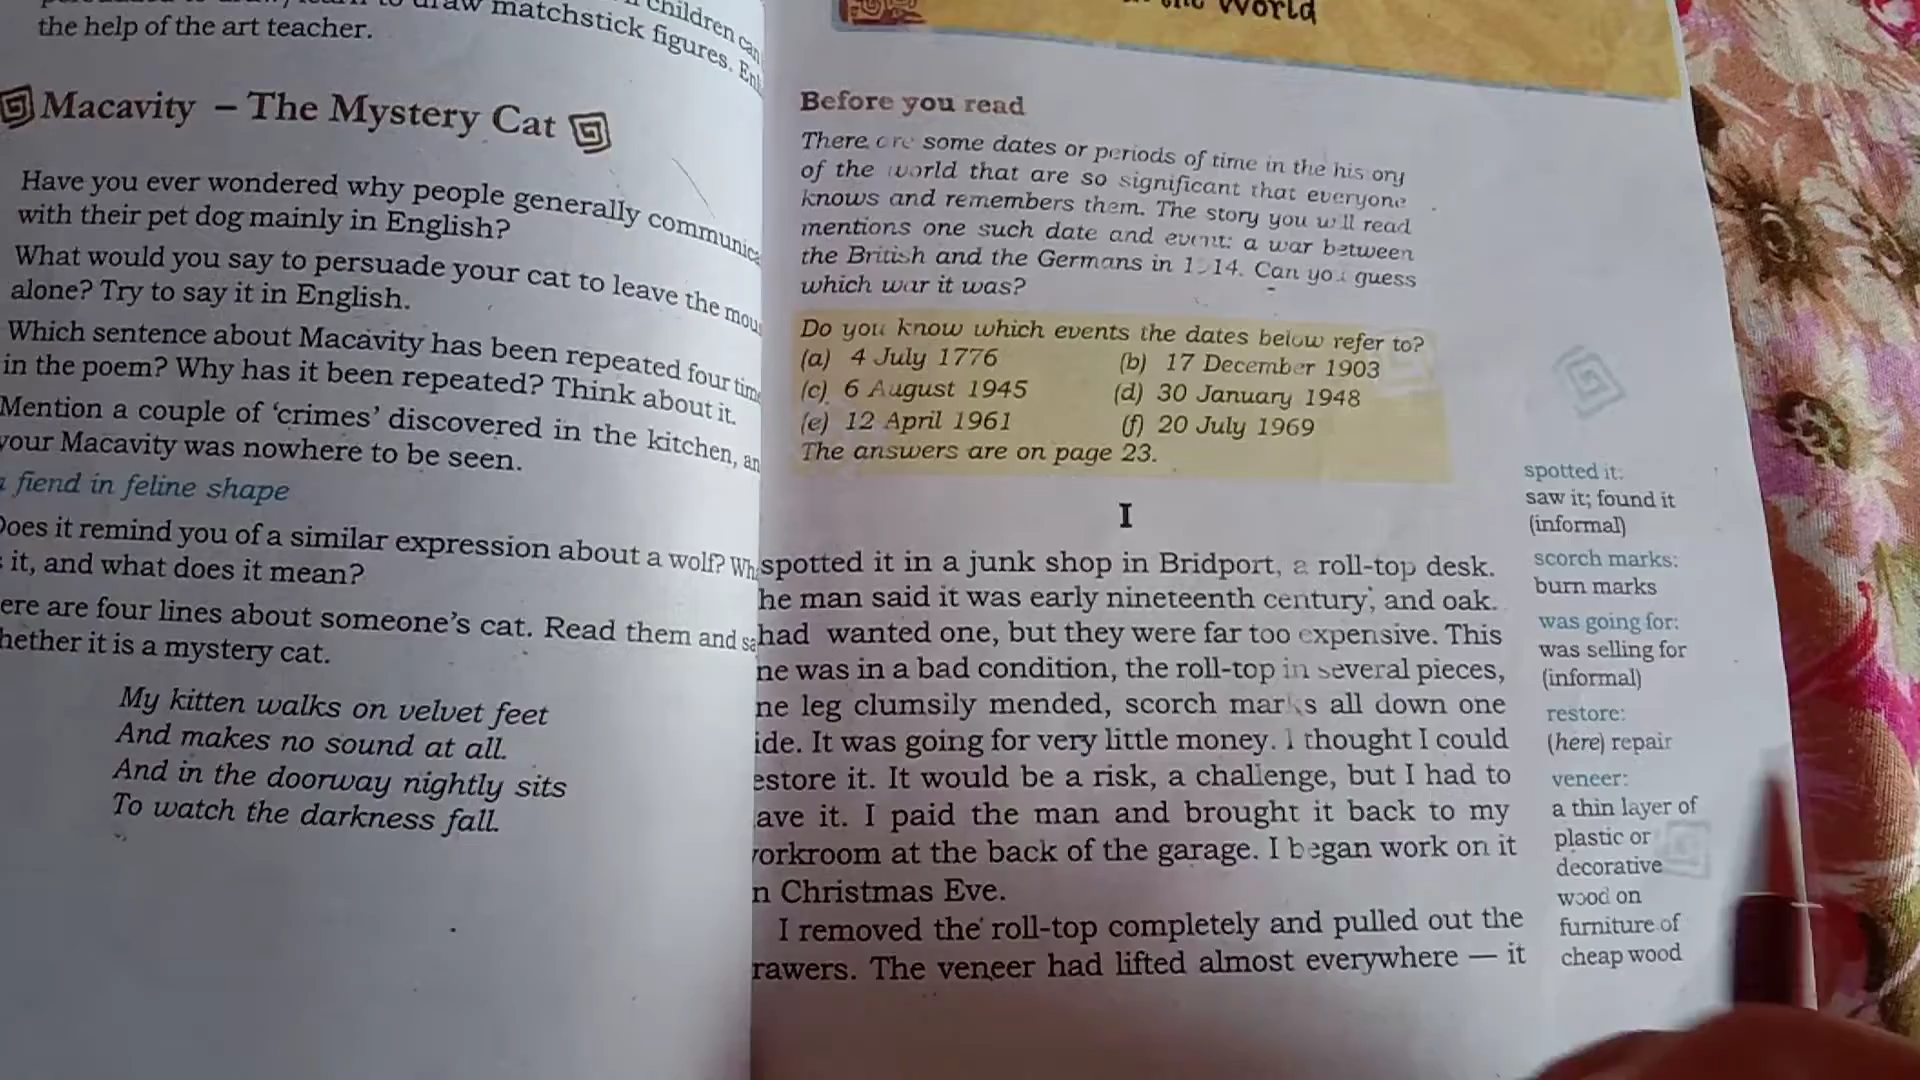 children can
draw matchstick figures. En
the help of the art teacher.
Macavity – The Mystery Cat
Have you ever wondered why people generally communica
with their pet dog mainly in English?
What would you say to persuade your cat to leave the mou
alone? Try to say it in English.
Which sentence about Macavity has been repeated four tim
in the poem? Why has it been repeated? Think about it.
Mention a couple of ‘crimes’ discovered in the kitchen, an
your Macavity was nowhere to be seen.
a fiend in feline shape
Does it remind you of a similar expression about a wolf? Wh
it, and what does it mean?
ere are four lines about someone’s cat. Read them and sa
hether it is a mystery cat.
My kitten walks on velvet feet
And makes no sound at all.
And in the doorway nightly sits
To watch the darkness fall.
the World
Before you read
There are some dates or periods of time in the his ory
of the world that are so significant that everyone
knows and remembers them. The story you will read
mentions one such date and event: a war between
the British and the Germans in 1914. Can you guess
which war it was?
Do you know which events the dates below refer to?
(a) 4 July 1776 (b) 17 December 1903
(c) 6 August 1945 (d) 30 January 1948
(e) 12 April 1961 (f) 20 July 1969
The answers are on page 23.
I
spotted it in a junk shop in Bridport, a roll-top desk.
he man said it was early nineteenth century, and oak.
had wanted one, but they were far too expensive. This
ne was in a bad condition, the roll-top in several pieces,
ne leg clumsily mended, scorch marks all down one
ide. It was going for very little money. I thought I could
estore it. It would be a risk, a challenge, but I had to
ave it. I paid the man and brought it back to my
workroom at the back of the garage. I began work on it
n Christmas Eve.
I removed the roll-top completely and pulled out the
rawers. The veneer had lifted almost everywhere — it
spotted it:
saw it; found it
(informal)
scorch marks:
burn marks
was going for:
was selling for
(informal)
restore:
(here) repair
veneer:
a thin layer of
plastic or
decorative
wood on
furniture of
cheap wood